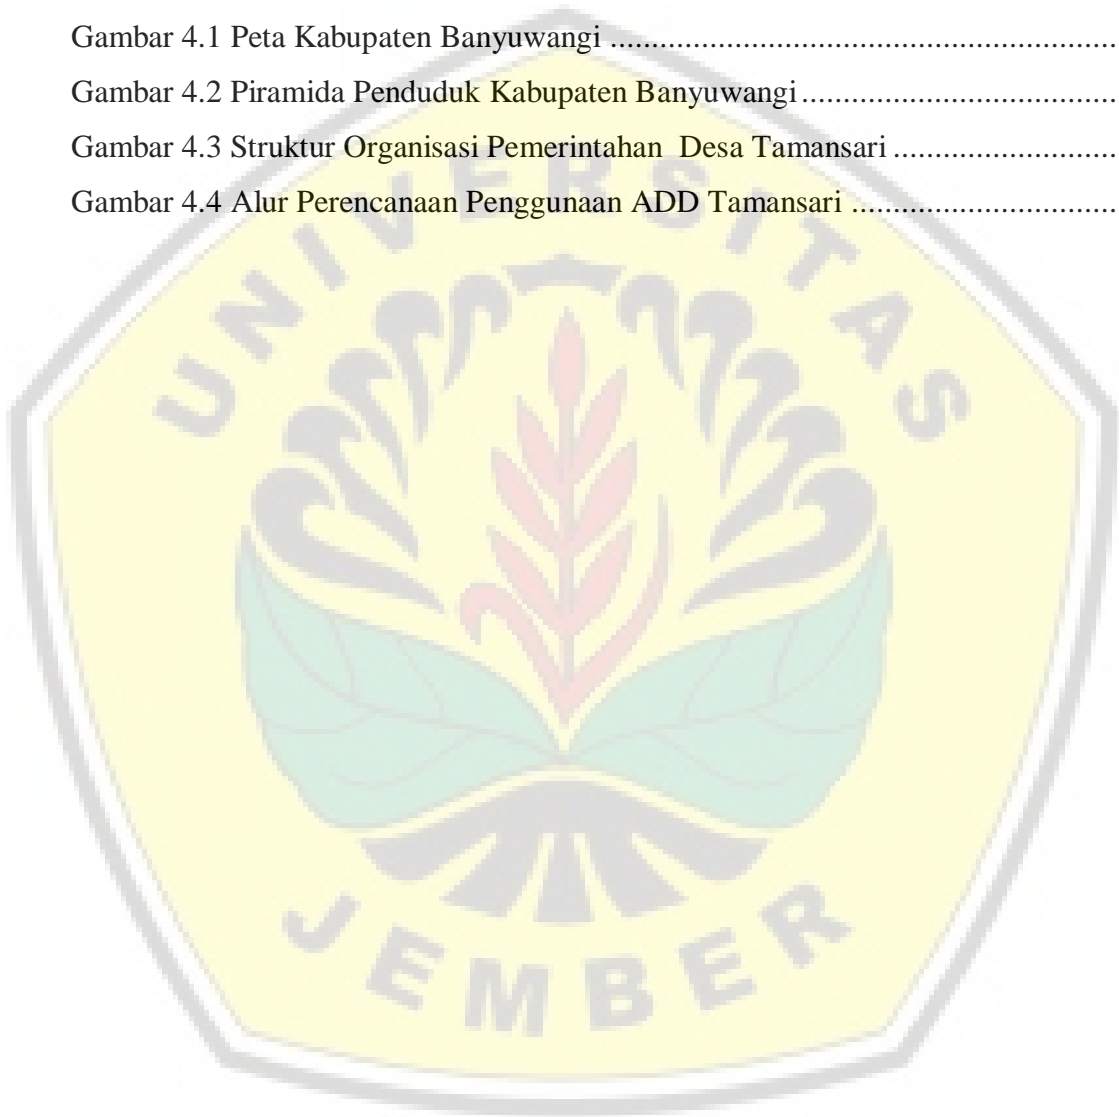 Gambar 4.1 Peta Kabupaten Banyuwangi ..............................................................
Gambar 4.2 Piramida Penduduk Kabupaten Banyuwangi ......................................
Gambar 4.3 Struktur Organisasi Pemerintahan  Desa Tamansari ...........................
Gambar 4.4 Alur Perencanaan Penggunaan ADD Tamansari ................................
UNIVERSITAS
JEMBER